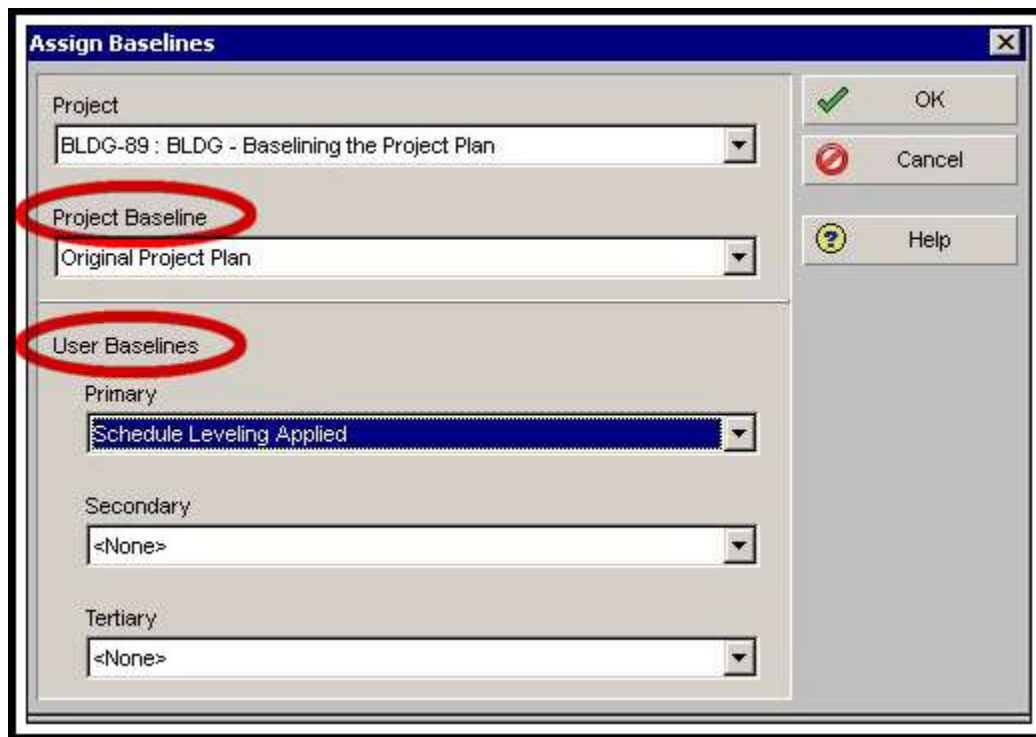 Assign Baselines
Project
BLDG-89 : BLDG - Baselining the Project Plan
Project Baseline
Original Project Plan
User Baselines
Primary
Schedule Leveling Applied
Secondary
<None>
Tertiary
<None>
OK
Cancel
Help